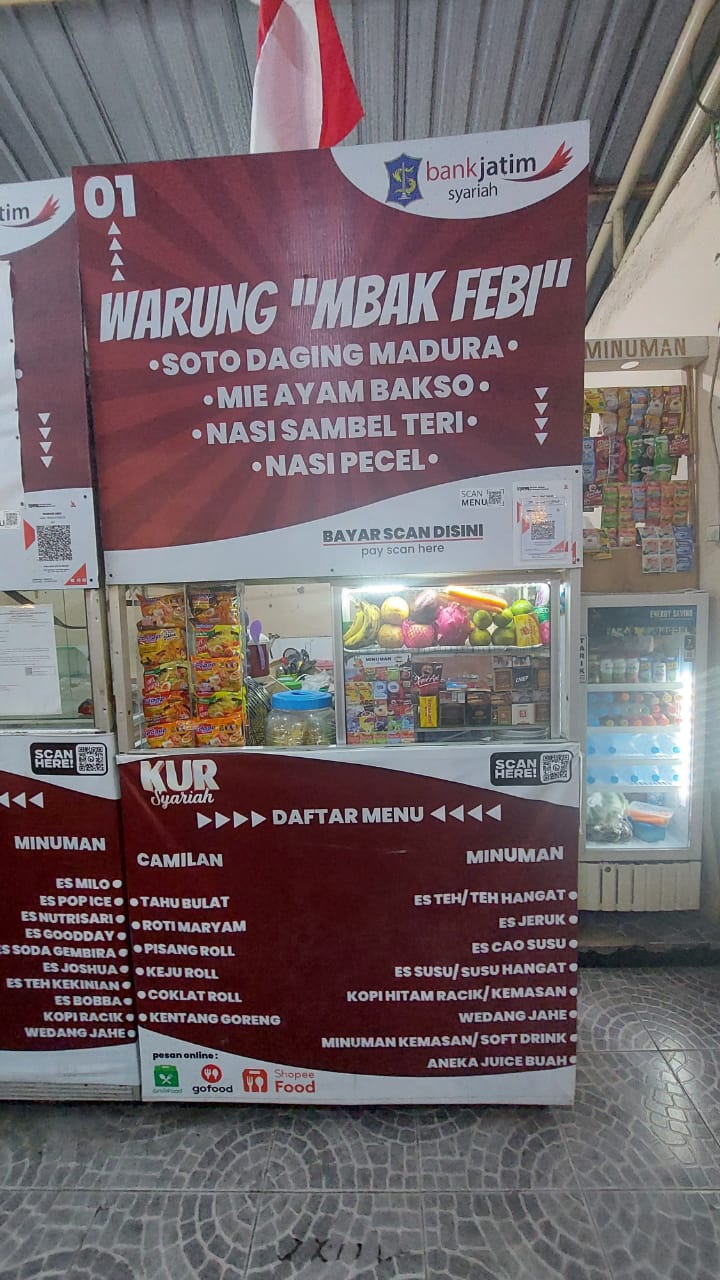 01
bankjatim
syariah
tim
WARUNG "MBAK FEBI"
•SOTO DAGING MADURA•
•MIE AYAM BAKSO•
•NASI SAMBEL TERI•
•NASI PECEL•
SCAN
MENU
BAYAR SCAN DISINI
pay scan here
MINUMAN
ENERGY SAVING
MINUMAN
SCAN
HERE!
MINUMAN
ES MILO
ES POP ICE
ES NUTRISARI
ES GOODDAY
ES SODA GEMBIRA
ES JOSHUA
ES TEH KEKINIAN
ES BOBBA
KOPI RACIK
WEDANG JAHE
KUR
Syariah
SCAN
HERE!
DAFTAR MENU
CAMILAN
TAHU BULAT
ROTI MARYAM
PISANG ROLL
KEJU ROLL
COKLAT ROLL
KENTANG GORENG
MINUMAN
ES TEH/ TEH HANGAT
ES JERUK
ES CAO SUSU
ES SUSU/ SUSU HANGAT
KOPI HITAM RACIK/ KEMASAN
WEDANG JAHE
MINUMAN KEMASAN/ SOFT DRINK
ANEKA JUICE BUAH
pesan online :
GrabFood
gofood
Shopee
Food